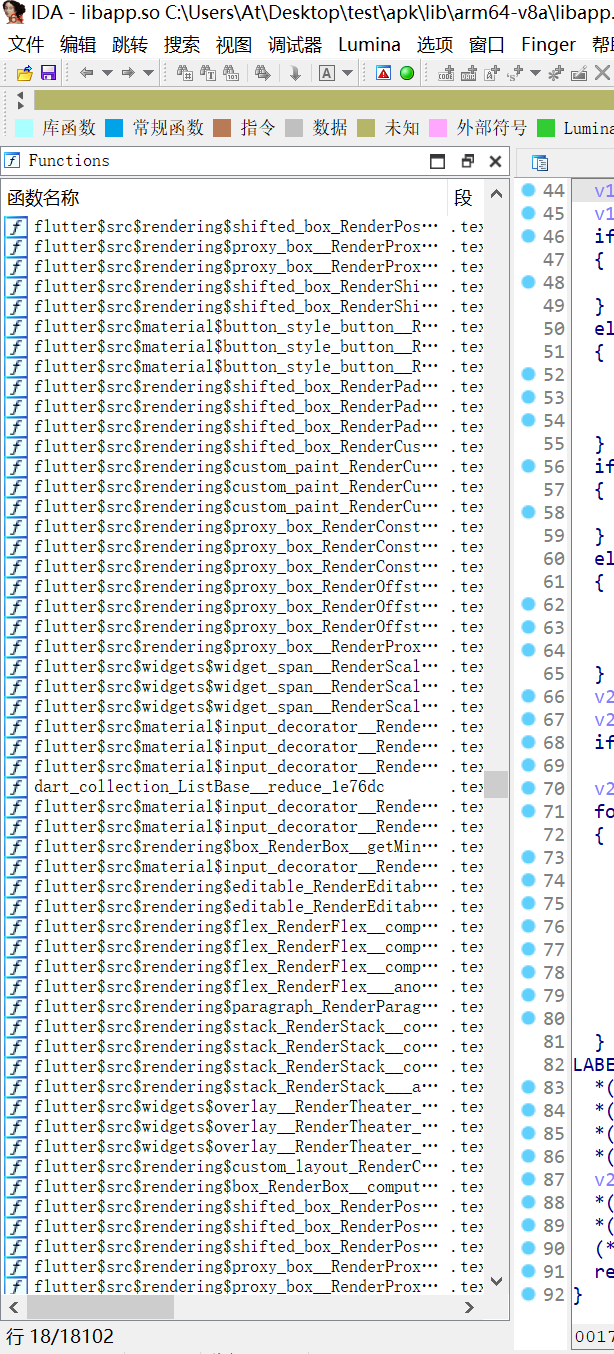 IDA - libapp.so C:\Users\At\Desktop\test\apk\lib\arm64-v8a\libapp.
文件 编辑 跳转 搜索 视图 调试器 Lumina 选项 窗口 Finger 帮助
库函数 常规函数 指令 数据 未知 外部符号 Lumina
Functions
函数名称 段
flutter$src$rendering$shifted_box_RenderPos… .tex
flutter$src$rendering$proxy_box__RenderProx… .tex
flutter$src$rendering$proxy_box__RenderProx… .tex
flutter$src$rendering$shifted_box_RenderShi… .tex
flutter$src$rendering$shifted_box_RenderShi… .tex
flutter$src$material$button_style_button__R… .tex
flutter$src$material$button_style_button__R… .tex
flutter$src$material$button_style_button__R… .tex
flutter$src$rendering$shifted_box_RenderPad… .tex
flutter$src$rendering$shifted_box_RenderPad… .tex
flutter$src$rendering$shifted_box_RenderPad… .tex
flutter$src$rendering$shifted_box_RenderCus… .tex
flutter$src$rendering$custom_paint_RenderCu… .tex
flutter$src$rendering$custom_paint_RenderCu… .tex
flutter$src$rendering$custom_paint_RenderCu… .tex
flutter$src$rendering$proxy_box_RenderConst… .tex
flutter$src$rendering$proxy_box_RenderConst… .tex
flutter$src$rendering$proxy_box_RenderConst… .tex
flutter$src$rendering$proxy_box_RenderOffst… .tex
flutter$src$rendering$proxy_box_RenderOffst… .tex
flutter$src$rendering$proxy_box_RenderOffst… .tex
flutter$src$rendering$proxy_box__RenderProx… .tex
flutter$src$widgets$widget_span__RenderScal… .tex
flutter$src$widgets$widget_span__RenderScal… .tex
flutter$src$widgets$widget_span__RenderScal… .tex
flutter$src$material$input_decorator__Rende… .tex
flutter$src$material$input_decorator__Rende… .tex
flutter$src$material$input_decorator__Rende… .tex
dart_collection_ListBase__reduce_1e76dc .tex
flutter$src$material$input_decorator__Rende… .tex
flutter$src$material$input_decorator__Rende… .tex
flutter$src$rendering$box_RenderBox__getMin… .tex
flutter$src$material$input_decorator__Rende… .tex
flutter$src$rendering$editable_RenderEditab… .tex
flutter$src$rendering$editable_RenderEditab… .tex
flutter$src$rendering$flex_RenderFlex__comp… .tex
flutter$src$rendering$flex_RenderFlex__comp… .tex
flutter$src$rendering$flex_RenderFlex__comp… .tex
flutter$src$rendering$flex_RenderFlex___ano… .tex
flutter$src$rendering$paragraph_RenderParag… .tex
flutter$src$rendering$stack_RenderStack__co… .tex
flutter$src$rendering$stack_RenderStack__co… .tex
flutter$src$rendering$stack_RenderStack__co… .tex
flutter$src$rendering$stack_RenderStack___a… .tex
flutter$src$widgets$overlay__RenderTheater_… .tex
flutter$src$widgets$overlay__RenderTheater_… .tex
flutter$src$widgets$overlay__RenderTheater_… .tex
flutter$src$rendering$custom_layout_RenderC… .tex
flutter$src$rendering$box_RenderBox__comput… .tex
flutter$src$rendering$shifted_box_RenderPos… .tex
flutter$src$rendering$shifted_box_RenderPos… .tex
flutter$src$rendering$shifted_box_RenderPos… .tex
flutter$src$rendering$proxy_box__RenderProx… .tex
flutter$src$rendering$proxy_box__RenderProx… .tex
行 18/18102
44 v1
45 v1
46 if
47 {
48
49 }
50 el
51 {
52
53
54
55 }
56 if
57 {
58
59 }
60 el
61 {
62
63
64
65 }
66 v2
67 v2
68 if
69
70 v2
71 fo
72 {
73
74
75
76
77
78
79
80
81 }
82 LABE
83 *(
84 *(
85 *(
86 *(
87 v2
88 *(
89 *(
90 (*
91 re
92 }
0017